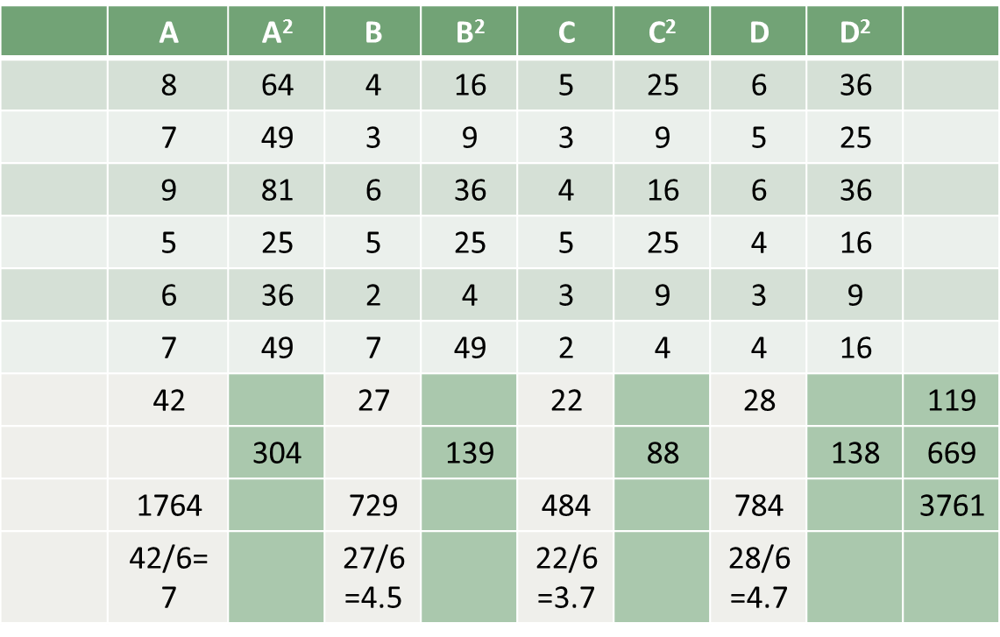 A A² B B² C C² D D²
8 64 4 16 5 25 6 36
7 49 3 9 3 9 5 25
9 81 6 36 4 16 6 36
5 25 5 25 5 25 4 16
6 36 2 4 3 9 3 9
7 49 7 49 2 4 4 16
42 27 22 28 119
304 139 88 138 669
1764 729 484 784 3761
42/6= 27/6 22/6 28/6
7 =4.5 =3.7 =4.7